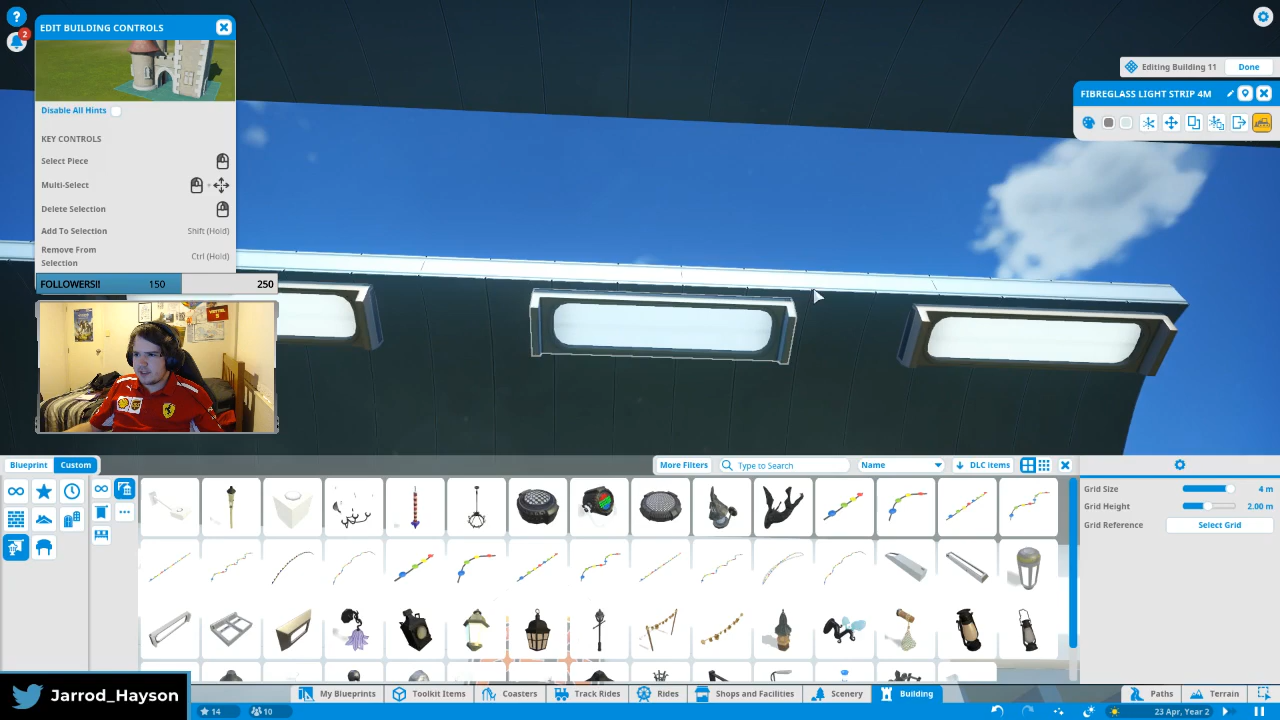 ?
2
EDIT BUILDING CONTROLS
Disable All Hints
KEY CONTROLS
Select Piece
Multi-Select
Delete Selection
Add To Selection Shift (Hold)
Remove From
Selection Ctrl (Hold)
FOLLOWERS!! 150 250
Editing Building 11 Done
FIBREGLASS LIGHT STRIP 4M
Blueprint Custom More Filters Type to Search Name DLC items
Grid Size 4 m
Grid Height 2.00 m
Grid Reference Select Grid
Jarrod_Hayson
My Blueprints Toolkit Items Coasters Track Rides Rides Shops and Facilities Scenery Building Paths Terrain
14 10 23 Apr, Year 2